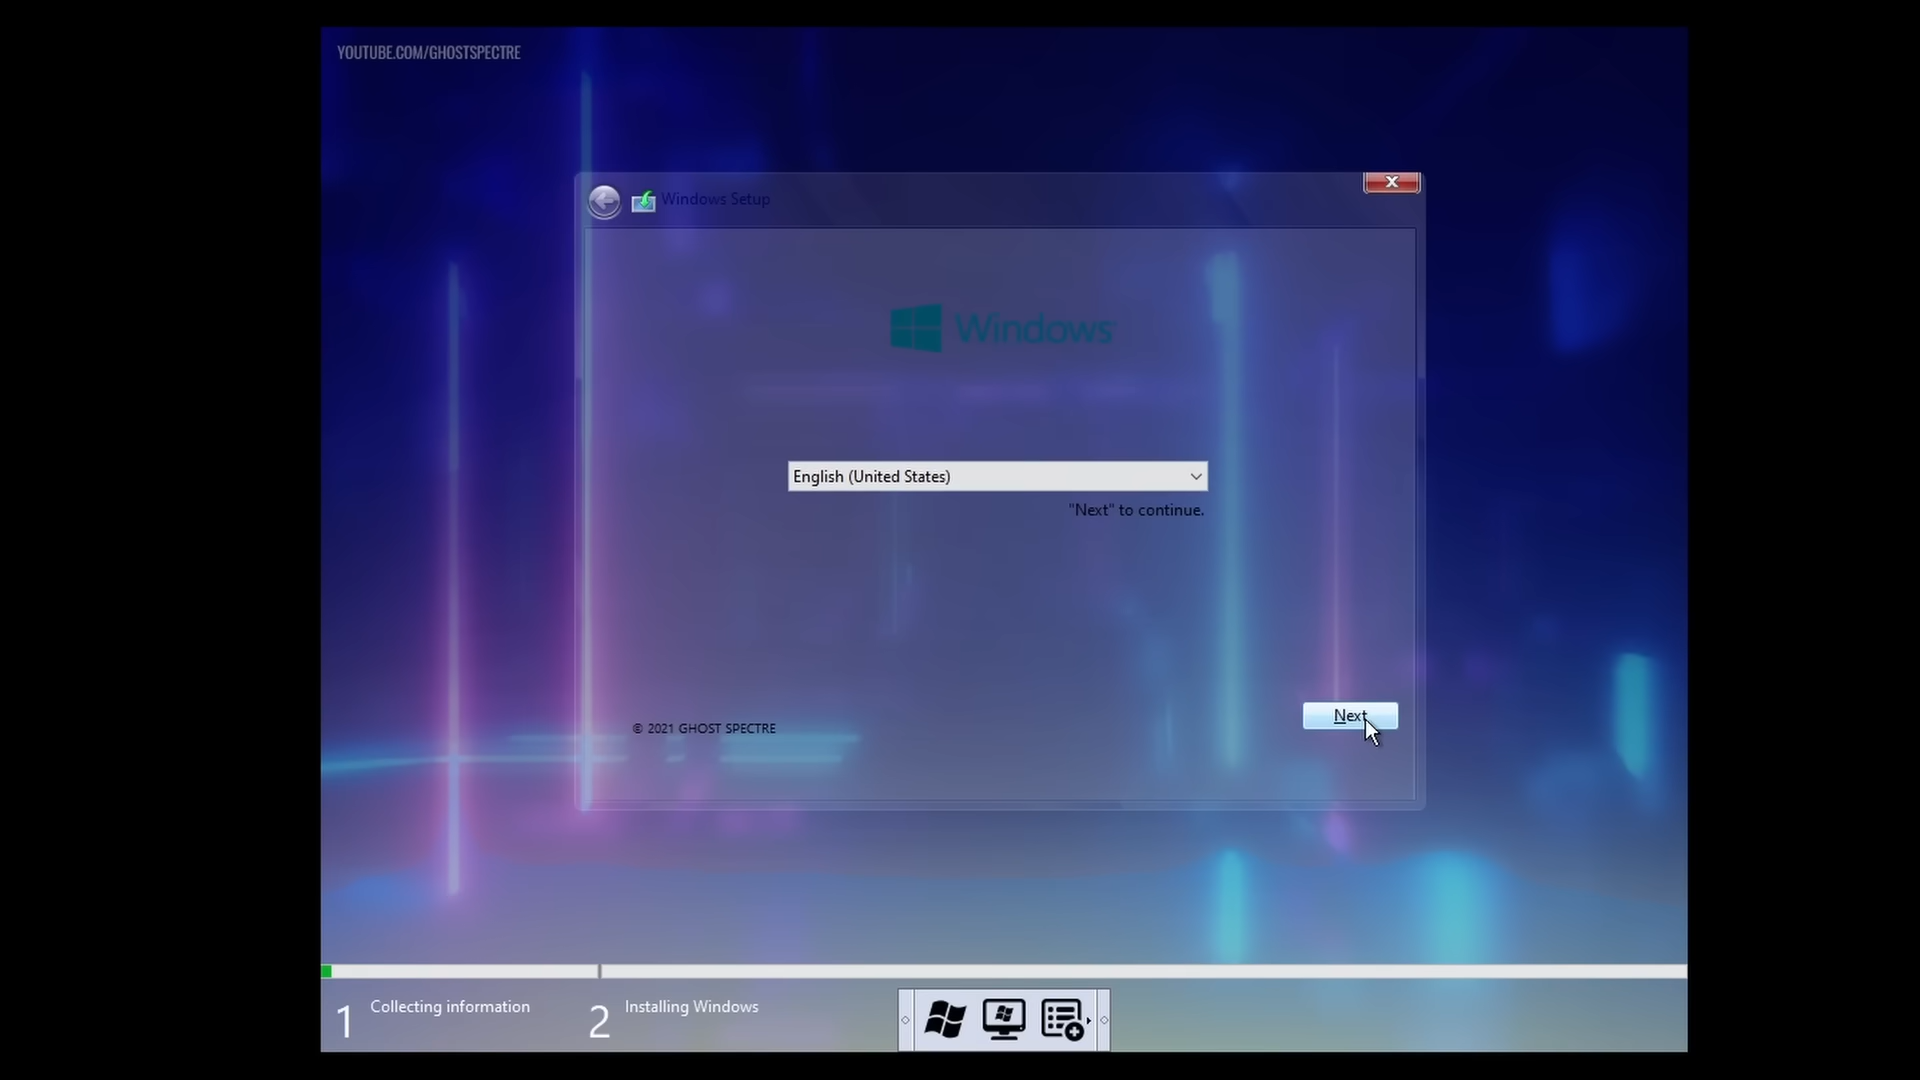 YOUTUBE.COM/GHOSTSPECTRE
Windows Setup
Windows
English (United States)
"Next" to continue.
Next
© 2021 GHOST SPECTRE
1 Collecting information
2 Installing Windows